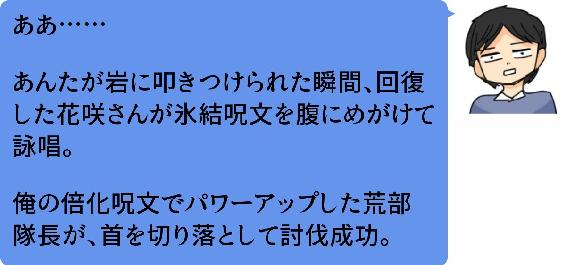 ああ……
あんたが岩に叩きつけられた瞬間、回復
した花咲さんが氷結呪文を腹にめがけて
詠唱。
俺の倍化呪文でパワーアップした荒部
隊長が、首を切り落として討伐成功。